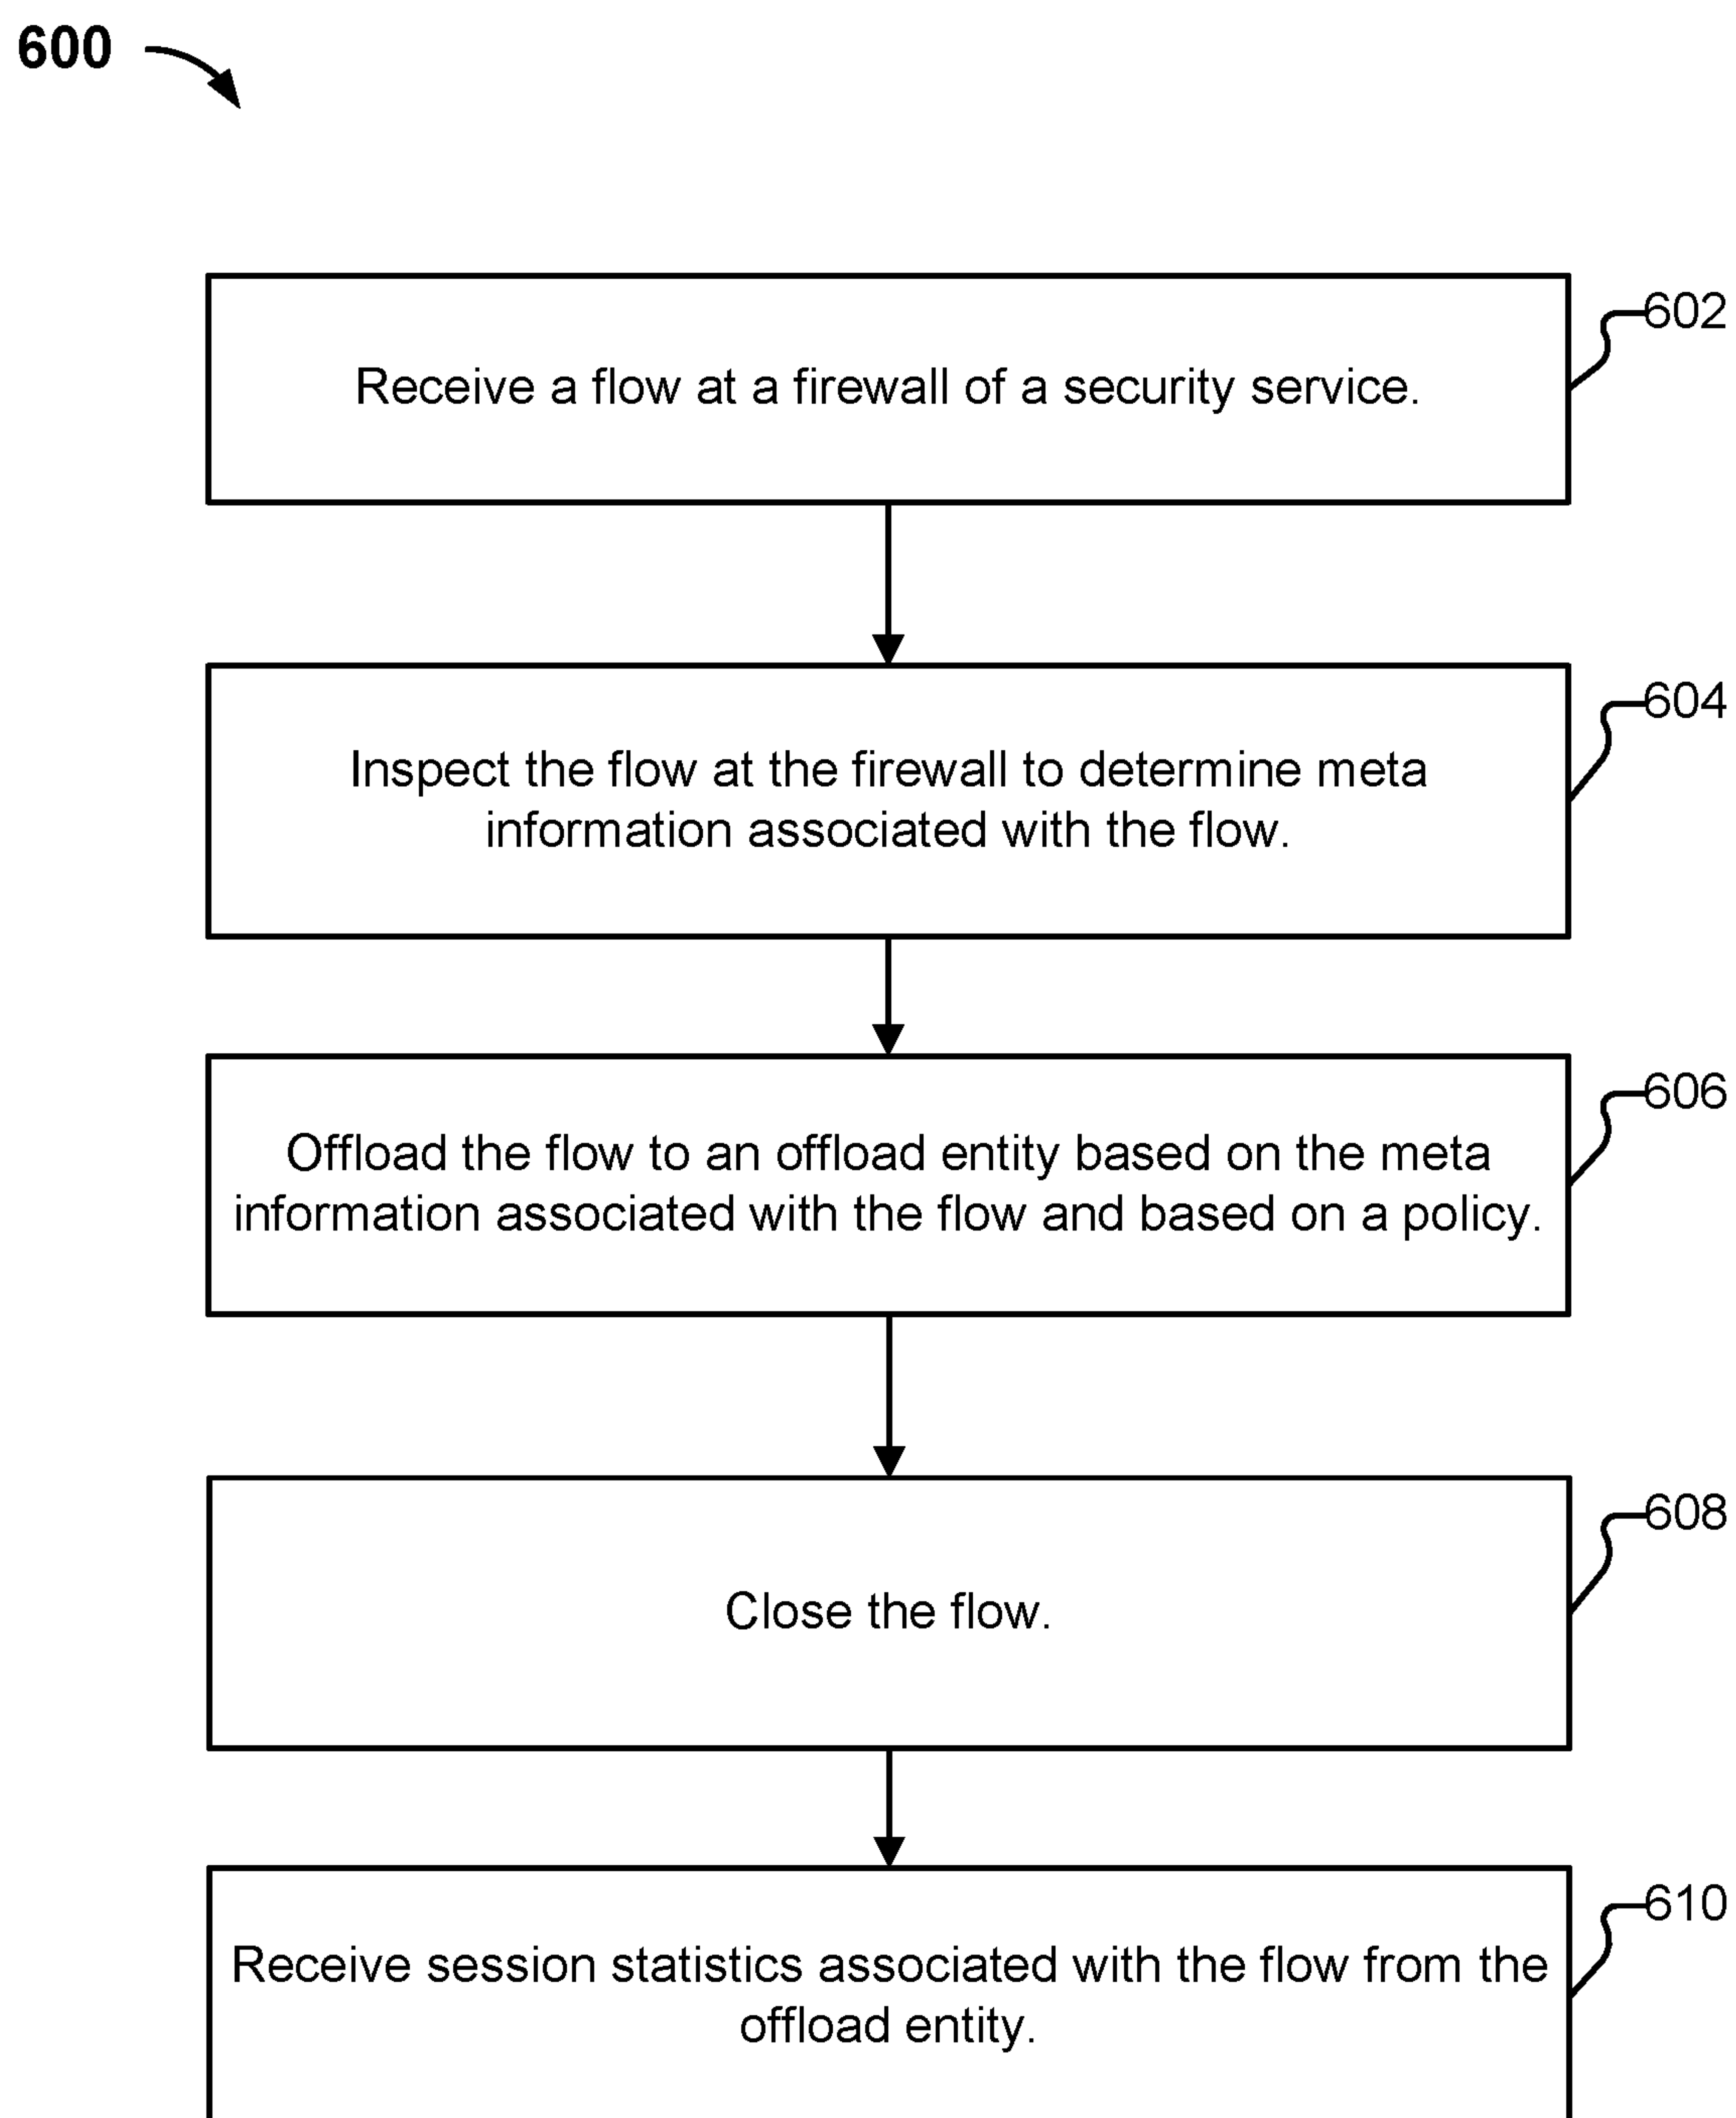 600
602
Receive a flow at a firewall of a security service.
604
Inspect the flow at the firewall to determine meta
information associated with the flow.
606
Offload the flow to an offload entity based on the meta
information associated with the flow and based on a policy.
608
Close the flow.
610
Receive session statistics associated with the flow from the
offload entity.